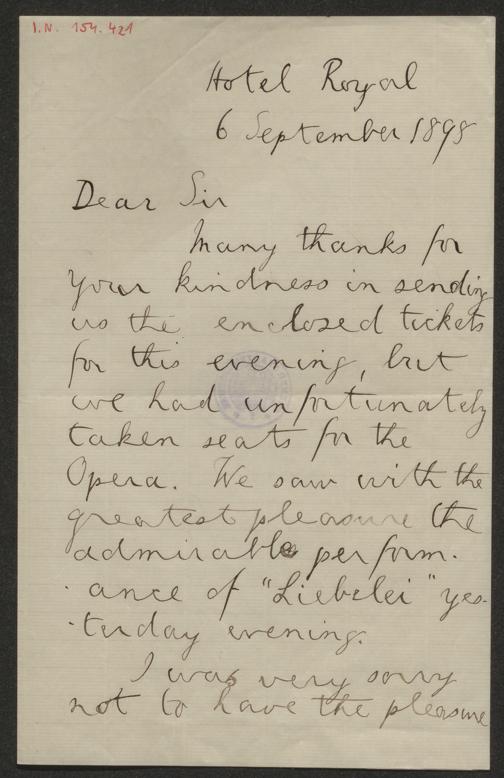 I.N. 154.421
Hotel Royal
6 September 1898
Dear Sir
Many thanks for
your kindness in sending
us the enclosed tickets
for this evening, but
we had unfortunately
taken seats for the
Opera. We saw with the
greatest pleasure the
admirable perform-
ance of "Liebelei" yes-
terday evening.
I was very sorry
not to have the pleasure